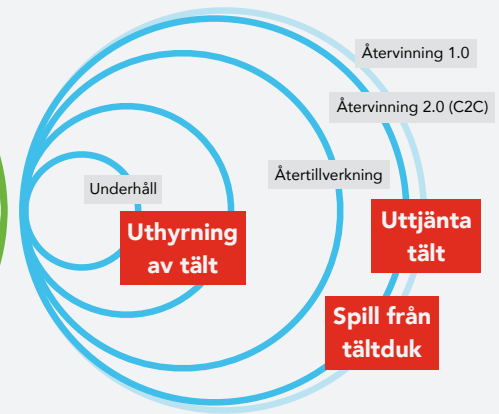 Återvinning 1.0
Återvinning 2.0 (C2C)
Återtillverkning
Underhåll
Uthyrning
av tält
Uttjänta
tält
Spill från
tältduk